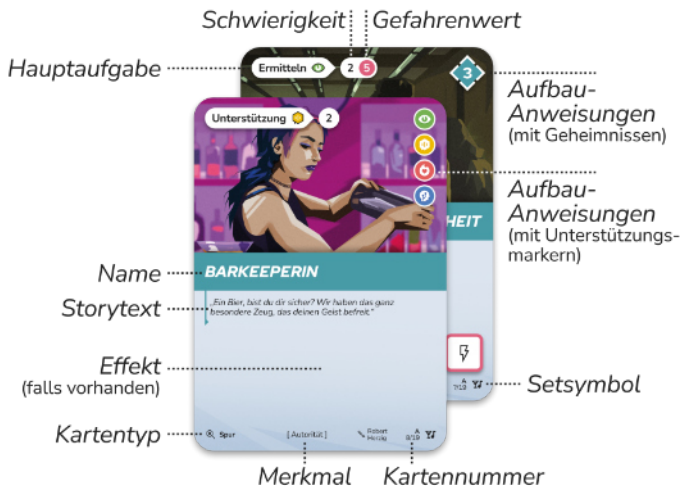 Schwierigkeit
Gefahrenwert
Hauptaufgabe
Ermitteln
2 5
3
Aufbau-
Anweisungen
(mit Geheimnissen)
Unterstützung
2
Aufbau-
Anweisungen
(mit Unterstützungs-
markern)
HEIT
Name
BARKEEPERIN
Storytext
„Ein Bier, bist du dir sicher? Wir haben das ganz
besondere Zeug, das deinen Geist befreit.“
Effekt
(falls vorhanden)
A
7/19
Setsymbol
Kartentyp
Spur
[ Autorität ]
Robert
Herzig
A
8/19
Merkmal
Kartennummer